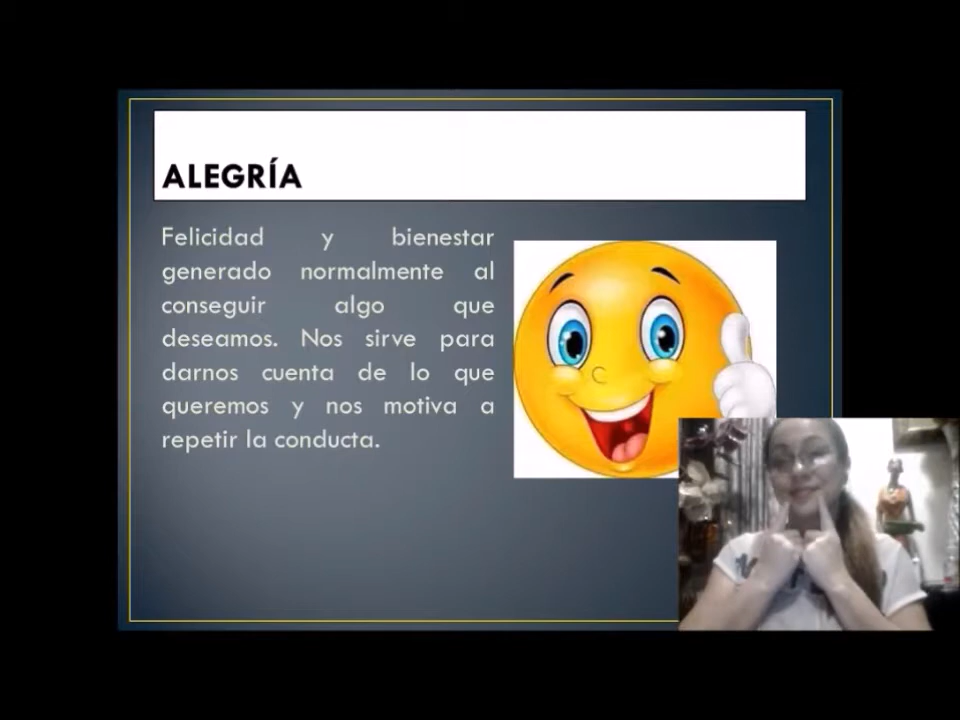 ALEGRÍA
Felicidad y bienestar
generado normalmente al
conseguir algo que
deseamos. Nos sirve para
darnos cuenta de lo que
queremos y nos motiva a
repetir la conducta.